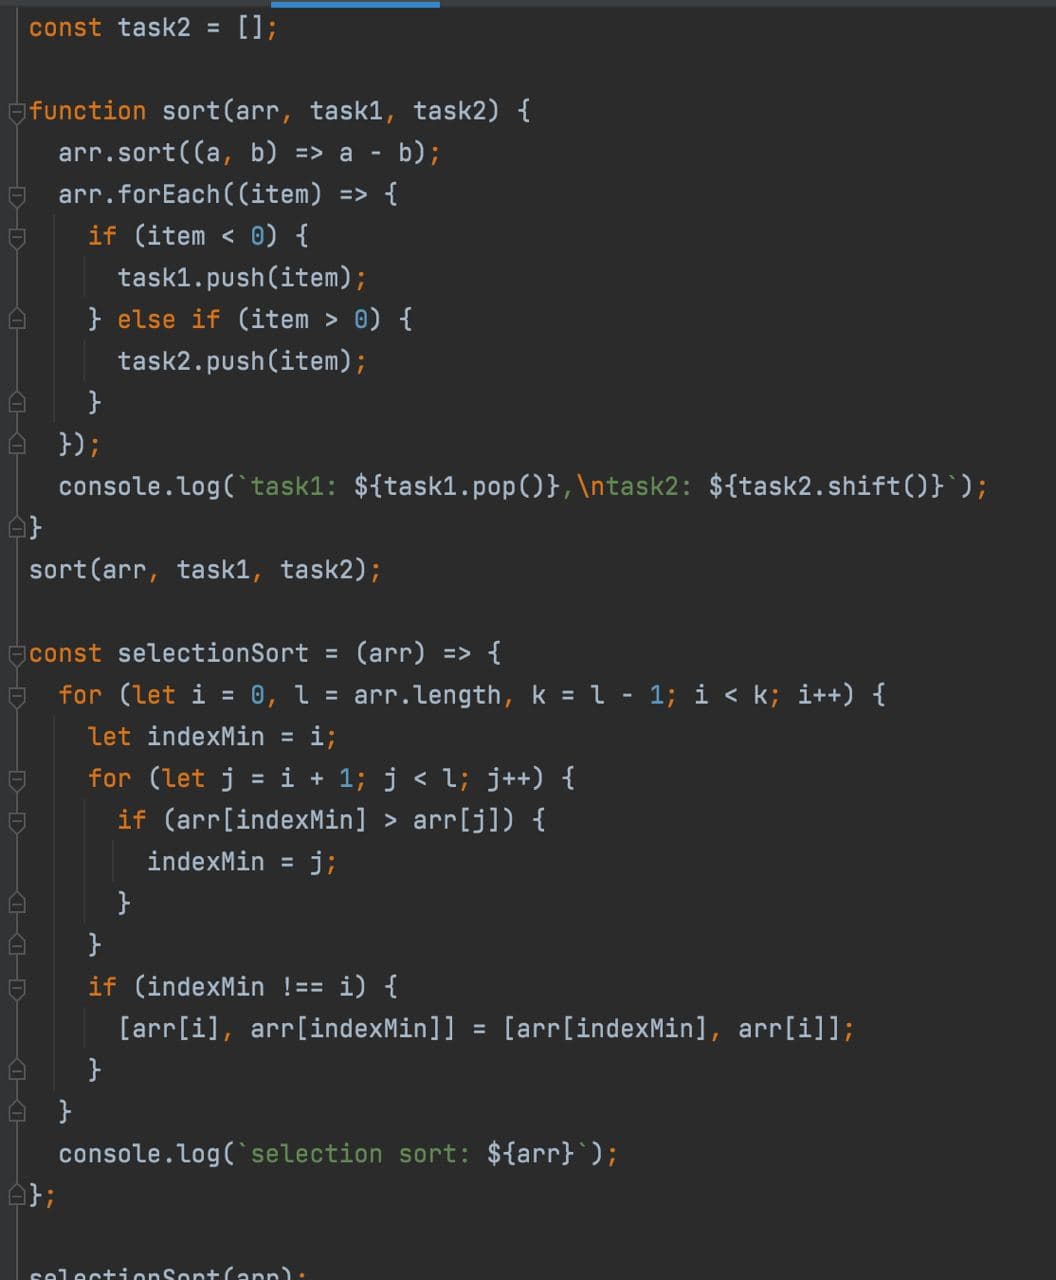 const task2 = [];
function sort(arr, task1, task2) {
arr.sort((a, b) => a - b);
arr.forEach((item) => {
if (item < 0) {
task1.push(item);
} else if (item > 0) {
task2.push(item);
}
});
console.log(`task1: ${task1.pop()},\ntask2: ${task2.shift()}`);
}
sort(arr, task1, task2);
const selectionSort = (arr) => {
for (let i = 0, l = arr.length, k = l - 1; i < k; i++) {
let indexMin = i;
for (let j = i + 1; j < l; j++) {
if (arr[indexMin] > arr[j]) {
indexMin = j;
}
}
if (indexMin !== i) {
[arr[i], arr[indexMin]] = [arr[indexMin], arr[i]];
}
}
console.log(`selection sort: ${arr}`);
};
selectionSort(arr);